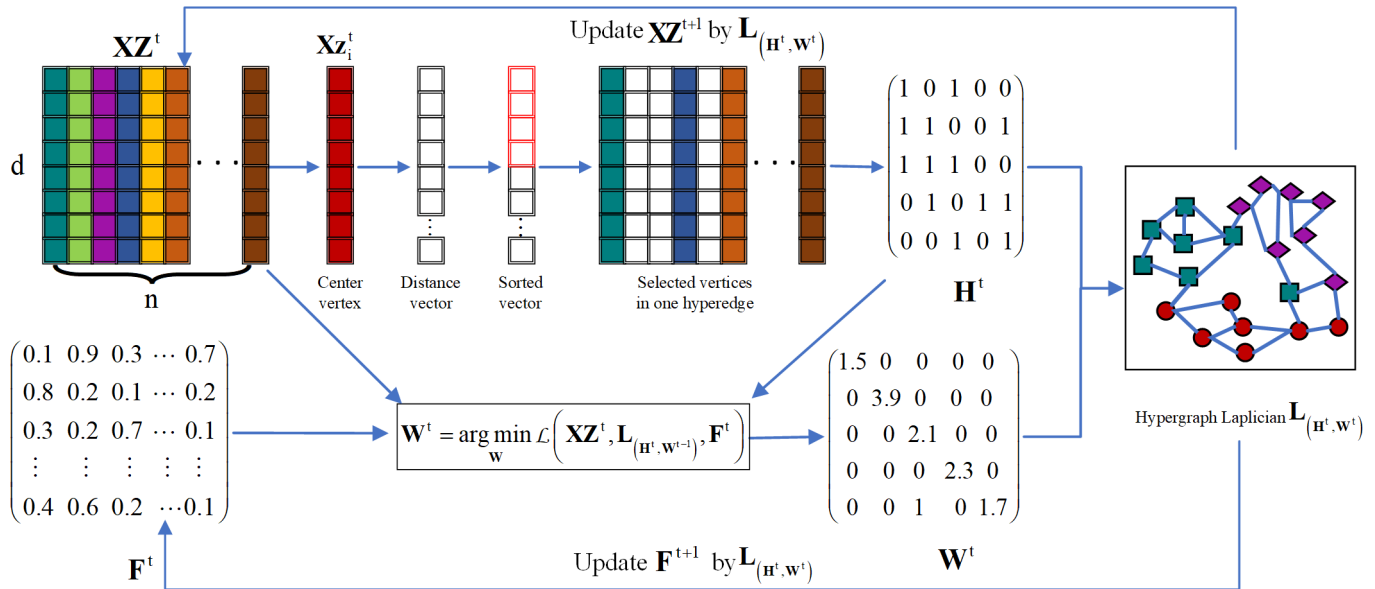 Update XZ^{t+1} by L_{(H^t, W^t)}
XZ^t
Xz_i^t
d
n
Center
vertex
Distance
vector
Sorted
vector
Selected vertices
in one hyperedge
1 0 1 0 0
1 1 0 0 1
1 1 1 0 0
0 1 0 1 1
0 0 1 0 1
H^t
0.1 0.9 0.3 ⋯ 0.7
0.8 0.2 0.1 ⋯ 0.2
0.3 0.2 0.7 ⋯ 0.1
⋮ ⋮ ⋮ ⋮ ⋮
0.4 0.6 0.2 ⋯ 0.1
F^t
W^t = arg min_W ℒ(XZ^t, L_{(H^t, W^{t-1})}, F^t)
1.5 0 0 0 0
0 3.9 0 0 0
0 0 2.1 0 0
0 0 0 2.3 0
0 0 1 0 1.7
W^t
Hypergraph Laplician L_{(H^t, W^t)}
Update F^{t+1} by L_{(H^t, W^t)}